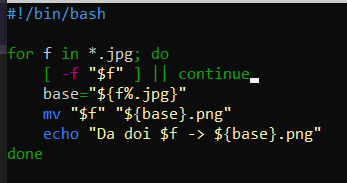 #!/bin/bash
for f in *.jpg; do
    [ -f "$f" ] || continue
    base="${f%.jpg}"
    mv "$f" "${base}.png"
    echo "Da doi $f -> ${base}.png"
done